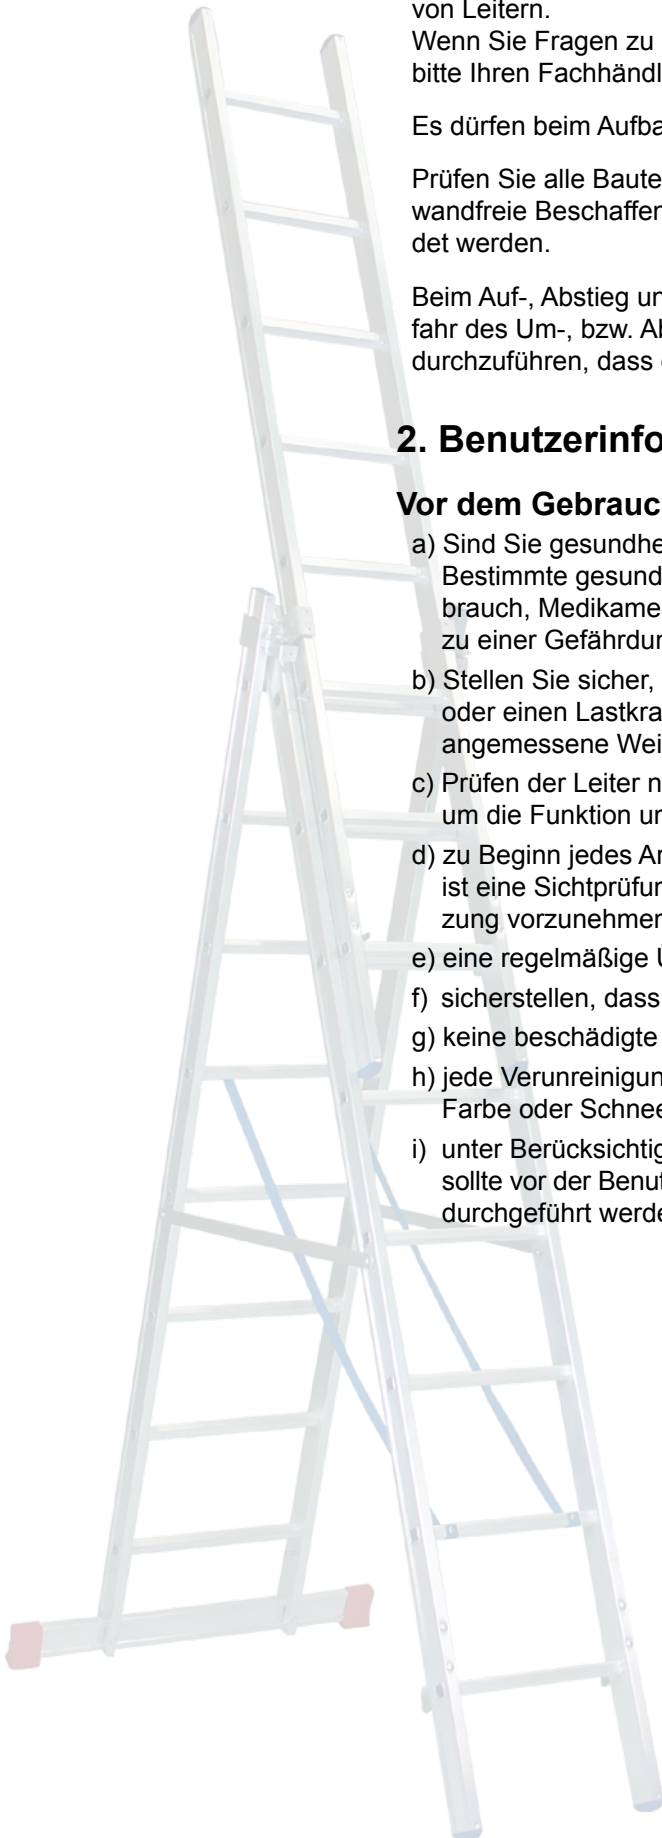 von Leitern.
Wenn Sie Fragen zu
bitte Ihren Fachhändl
Es dürfen beim Aufba
Prüfen Sie alle Baute
wandfreie Beschaffen
det werden.
Beim Auf-, Abstieg un
fahr des Um-, bzw. Ab
durchzuführen, dass
2. Benutzerinfo
Vor dem Gebrauc
a) Sind Sie gesundhe
Bestimmte gesund
brauch, Medikame
zu einer Gefährdun
b) Stellen Sie sicher,
oder einen Lastkra
angemessene Wei
c) Prüfen der Leiter n
um die Funktion un
d) zu Beginn jedes Ar
ist eine Sichtprüfun
zung vorzunehmen
e) eine regelmäßige Ü
f) sicherstellen, dass
g) keine beschädigte
h) jede Verunreinigun
Farbe oder Schnee
i) unter Berücksichtig
sollte vor der Benut
durchgeführt werde